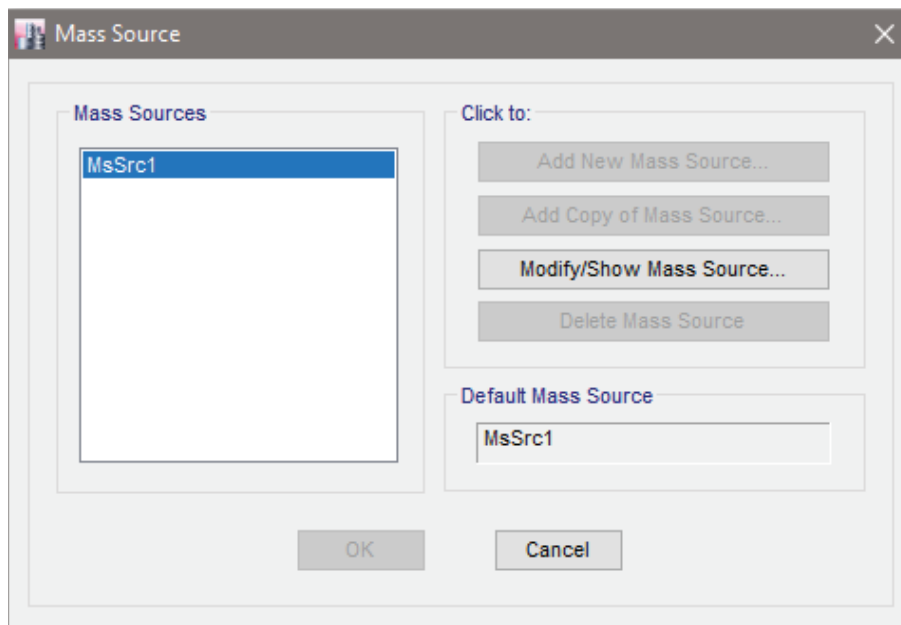 Mass Source
Mass Sources
MsSrc1
Click to:
Add New Mass Source...
Add Copy of Mass Source...
Modify/Show Mass Source...
Delete Mass Source
Default Mass Source
MsSrc1
OK
Cancel